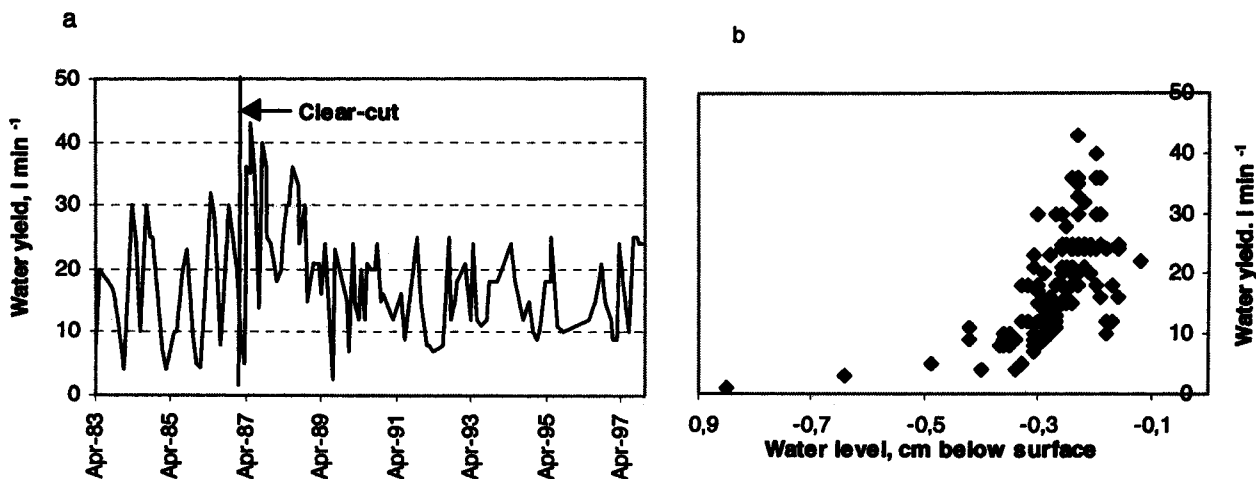 a
50
40
30
20
10
0
Water yield, l min ⁻¹
Clear-cut
Apr-83
Apr-85
Apr-87
Apr-89
Apr-91
Apr-93
Apr-95
Apr-97
b
50
40
30
20
10
0
Water yield. l min ⁻¹
0,9
-0,7
-0,5
-0,3
-0,1
Water level, cm below surface